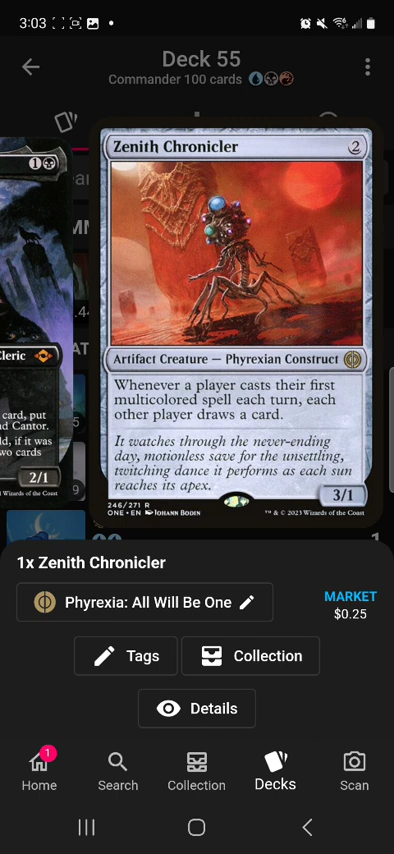 3:03
Deck 55
Commander 100 cards
Zenith Chronicler
2
1
Artifact Creature — Phyrexian Construct
Whenever a player casts their first
multicolored spell each turn, each
other player draws a card.
It watches through the never-ending
day, motionless save for the unsettling,
twitching dance it performs as each sun
reaches its apex.
3/1
246/271 R
ONE • EN Johann Bodin
™ & © 2023 Wizards of the Coast
leric
card, put
d Cantor.
ld, if it was
wo cards
2/1
Wizards of the Coast
1x Zenith Chronicler
Phyrexia: All Will Be One
MARKET
$0.25
Tags
Collection
Details
1
Home
Search
Collection
Decks
Scan